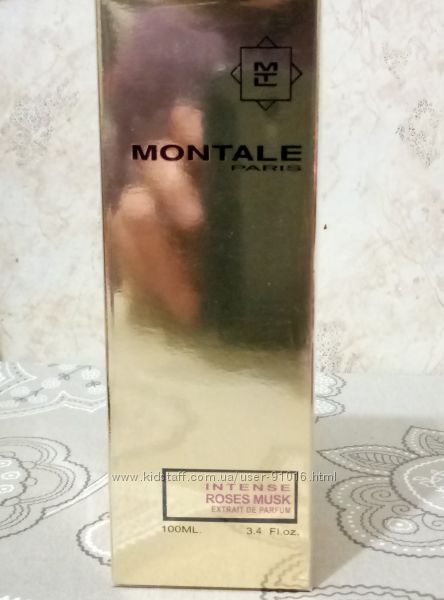 MONTALE
PARIS
www.kidstaff.com.ua/user-91016.html
INTENSE
ROSES MUSK
EXTRAIT DE PARFUM
100ML. 3.4 Fl.oz.